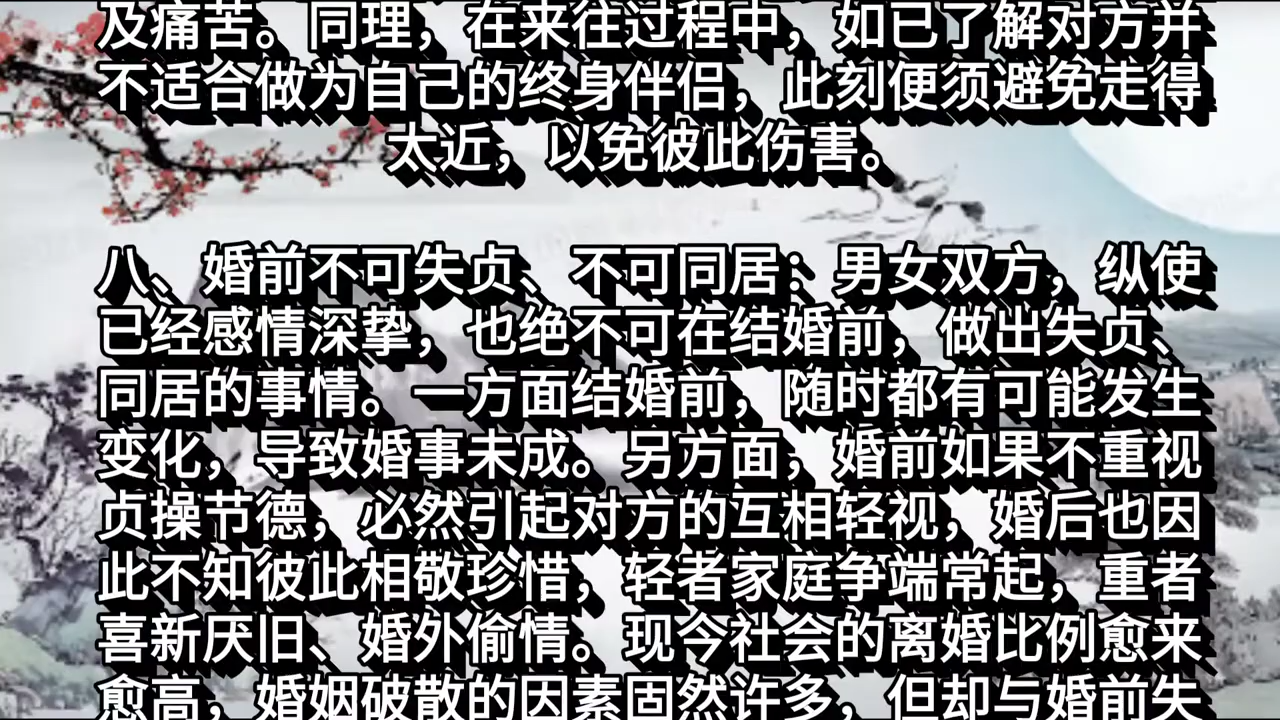 及痛苦。同理，在来往过程中，如已了解对方并
不适合做为自己的终身伴侣，此刻便须避免走得
太近，以免彼此伤害。
八、婚前不可失贞、不可同居：男女双方，纵使
已经感情深挚，也绝不可在结婚前，做出失贞、
同居的事情。一方面结婚前，随时都有可能发生
变化，导致婚事未成。另方面，婚前如果不重视
贞操节德，必然引起对方的互相轻视，婚后也因
此不知彼此相敬珍惜，轻者家庭争端常起，重者
喜新厌旧、婚外偷情。现今社会的离婚比例愈来
愈高，婚姻破散的因素固然许多，但却与婚前失